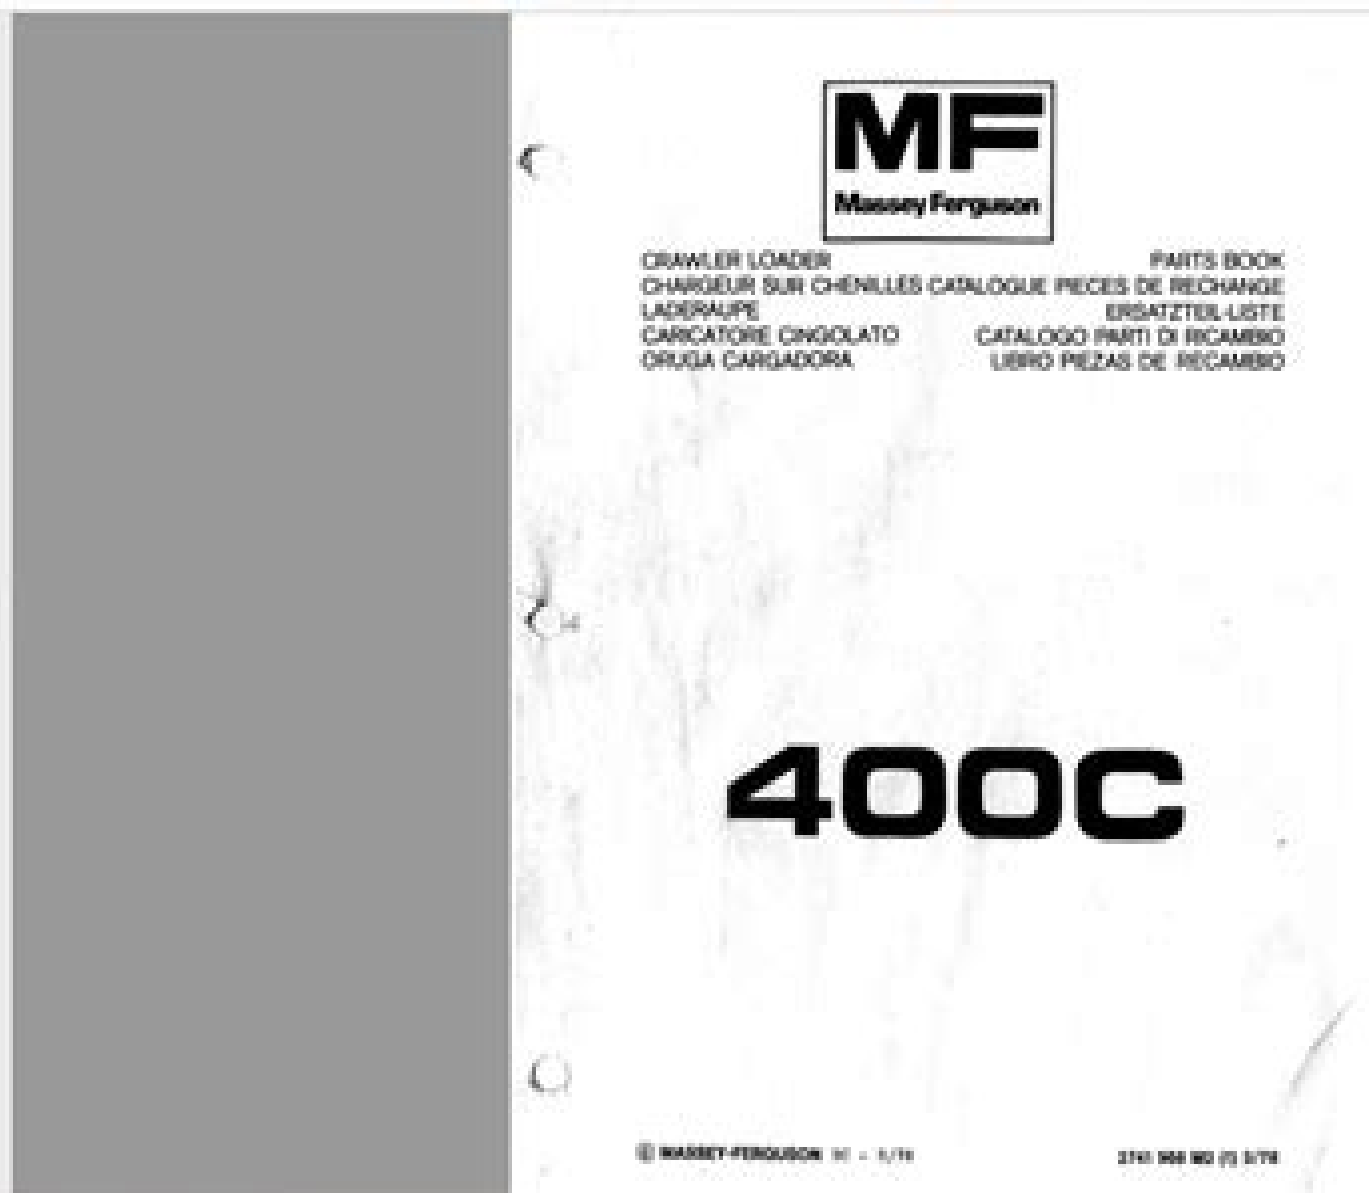 MF
Massey Ferguson
CRAWLER LOADER PARTS BOOK
CHARGEUR SUR CHENILLES CATALOGUE PIECES DE RECHANGE
LADERAUPE ERSATZTEIL-LISTE
CARICATORE CINGOLATO CATALOGO PARTI DI RICAMBIO
ORUGA CARGADORA LIBRO PIEZAS DE RECAMBIO
400C
© MASSEY-FERGUSON